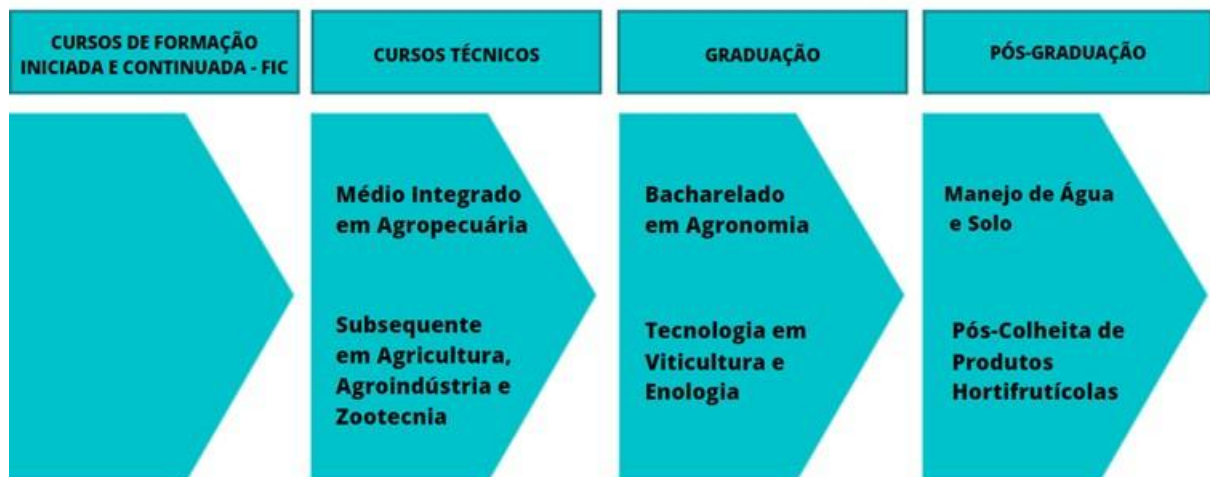 CURSOS DE FORMAÇÃO
INICIADA E CONTINUADA - FIC
CURSOS TÉCNICOS
GRADUAÇÃO
PÓS-GRADUAÇÃO
Médio Integrado
em Agropecuária
Subsequente
em Agricultura,
Agroindústria e
Zootecnia
Bacharelado
em Agronomia
Tecnologia em
Viticultura e
Enologia
Manejo de Água
e Solo
Pós-Colheita de
Produtos
Hortifrutícolas